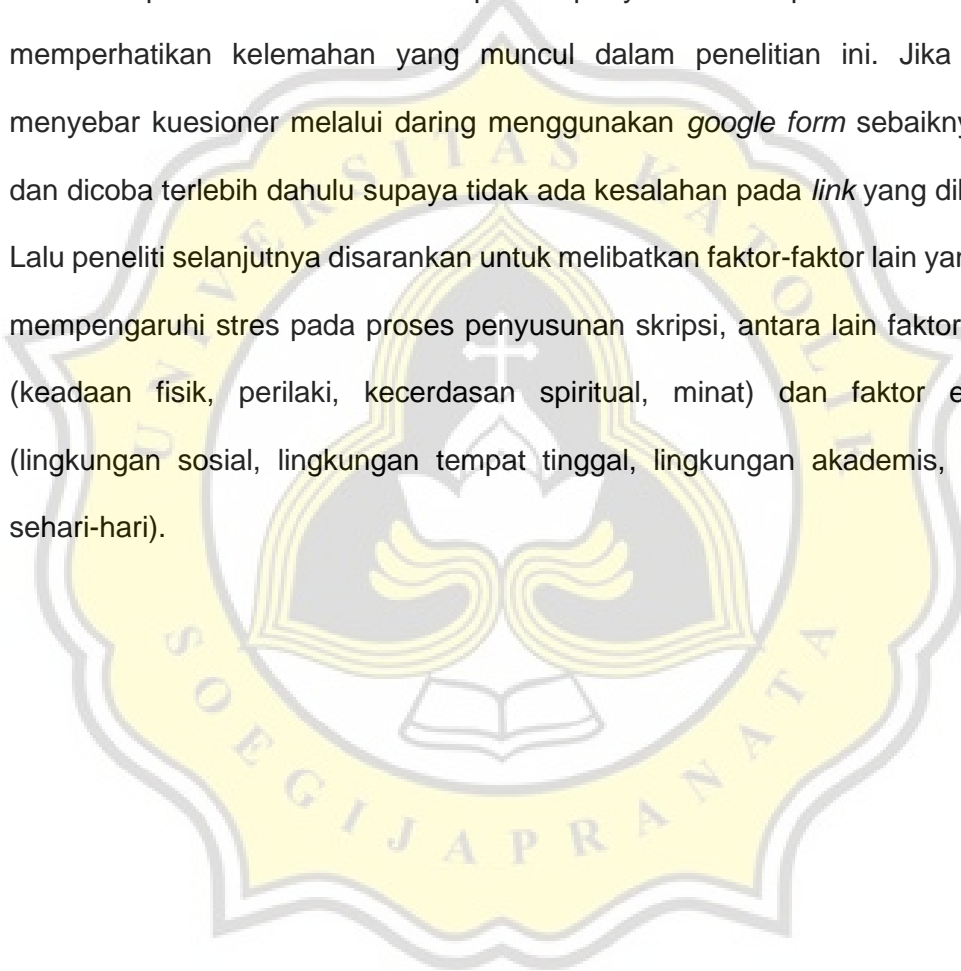 memperhatikan kelemahan yang muncul dalam penelitian ini. Jika
menyebar kuesioner melalui daring menggunakan google form sebaikny
dan dicoba terlebih dahulu supaya tidak ada kesalahan pada link yang
Lalu peneliti selanjutnya disarankan untuk melibatkan faktor-faktor lain
mempengaruhi stres pada proses penyusunan skripsi, antara lain faktor
(keadaan fisik, perilaki, kecerdasan spiritual, minat) dan faktor
(lingkungan sosial, lingkungan tempat tinggal, lingkungan akademis,
sehari-hari).
UNIVERSITAS KATOLIK
SOEGIJAPRANATA